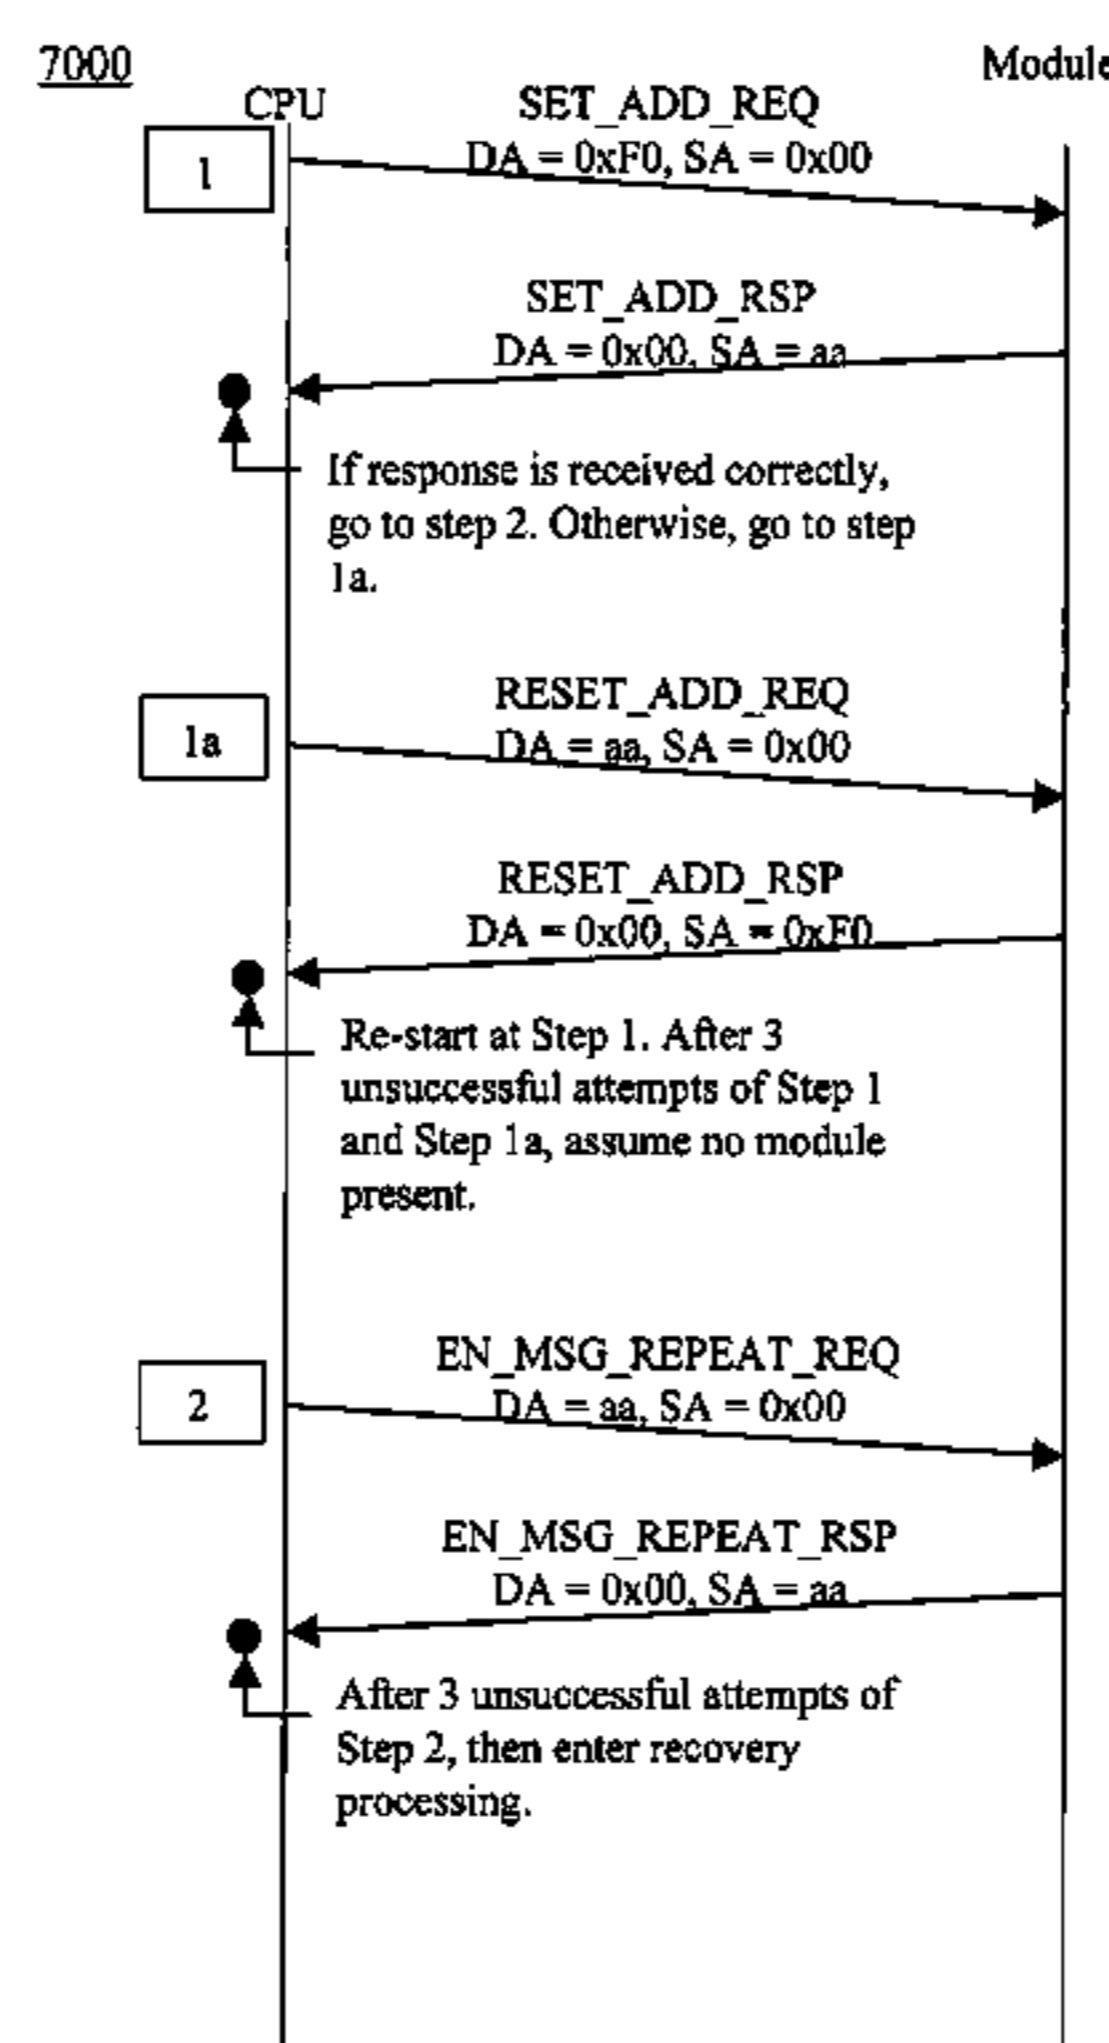 7000
CPU
Module
SET_ADD_REQ
DA = 0xF0, SA = 0x00
1
SET_ADD_RSP
DA = 0x00, SA = aa
If response is received correctly,
go to step 2. Otherwise, go to step
1a.
RESET_ADD_REQ
1a
DA = aa, SA = 0x00
RESET_ADD_RSP
DA = 0x00, SA = 0xF0
Re-start at Step 1. After 3
unsuccessful attempts of Step 1
and Step 1a, assume no module
present.
EN_MSG_REPEAT_REQ
2
DA = aa, SA = 0x00
EN_MSG_REPEAT_RSP
DA = 0x00, SA = aa
After 3 unsuccessful attempts of
Step 2, then enter recovery
processing.